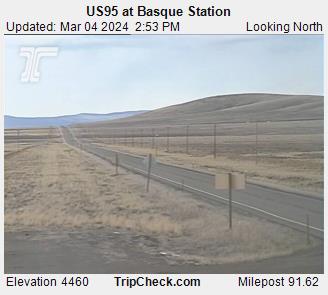 US95 at Basque Station
Updated: Mar 04 2024 2:53 PM Looking North
Elevation 4460 TripCheck.com Milepost 91.62